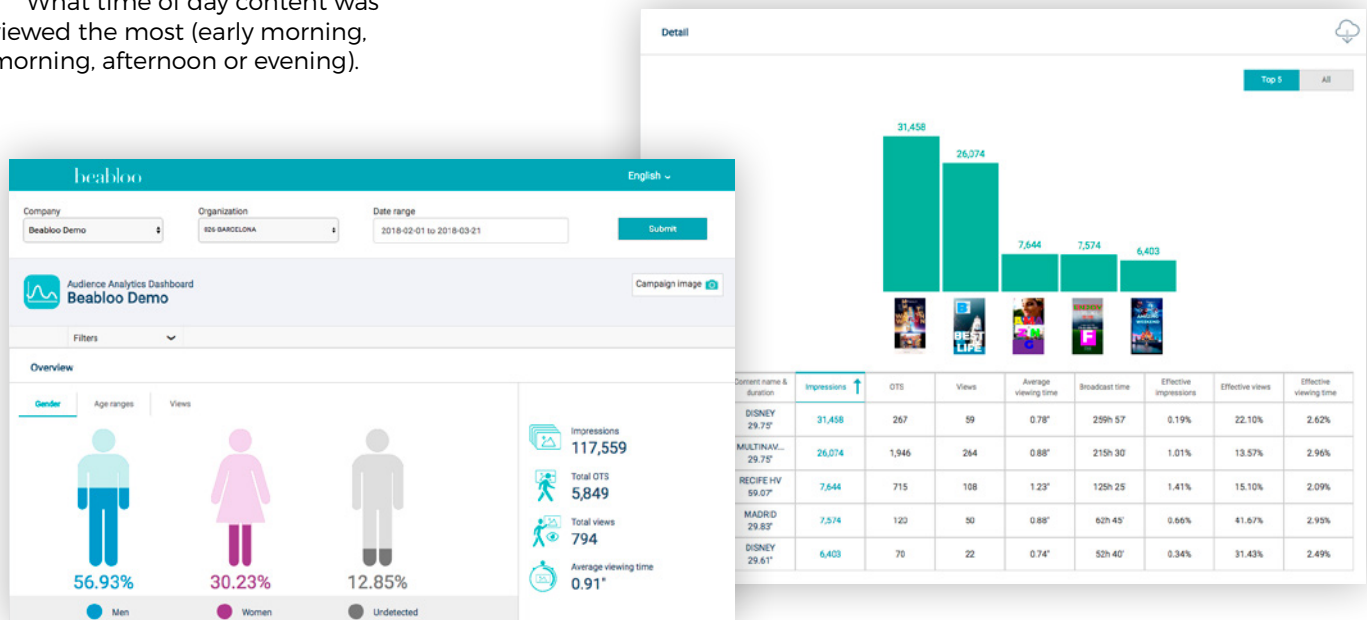 What time of day content was
viewed the most (early morning,
morning, afternoon or evening).
beabloo
English
Company
Organization
Date range
Beabloo Demo
026-BARCELONA
2018-02-01 to 2018-03-21
Submit
Audience Analytics Dashboard
Beabloo Demo
Campaign image
Filters
Overview
Gender Age ranges Views
56.93% 30.23% 12.85%
Men Women Undetected
Impressions
117,559
Total OTS
5,849
Total views
794
Average viewing time
0.91"
Detail
Top 5 All
31,458
26,074
7,644
7,574
6,403
BEST
LIFE
F
AMAZING
WEEKEND
Content name &
duration
Impressions
OTS
Views
Average
viewing time
Broadcast time
Effective
impressions
Effective views
Effective
viewing time
DISNEY
29.75" 31,458 267 59 0.78" 259h 57' 0.19% 22.10% 2.62%
MULTINAV...
29.75" 26,074 1,946 264 0.88" 215h 30' 1.01% 13.57% 2.96%
RECIFE HV
59.07" 7,644 715 108 1.23" 125h 25' 1.41% 15.10% 2.09%
MADRID
29.83" 7,574 120 50 0.88" 62h 45' 0.66% 41.67% 2.95%
DISNEY
29.61" 6,403 70 22 0.74" 52h 40' 0.34% 31.43% 2.49%